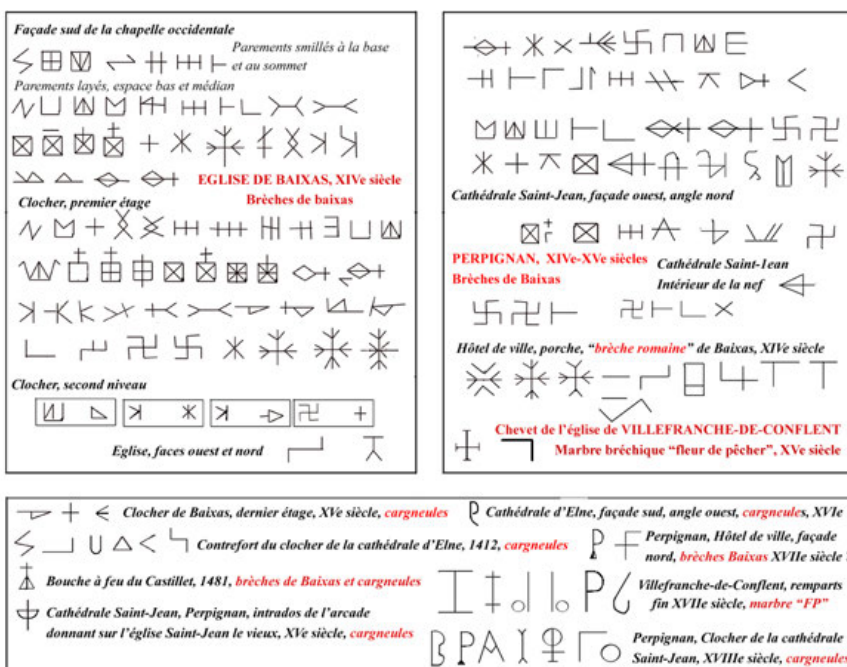 Façade sud de la chapelle occidentale
Parements smillés à la base
et au sommet
Parements layés, espace bas et médian
EGLISE DE BAIXAS, XIVe siècle
Brèches de baixas
Clocher, premier étage
Clocher, second niveau
Eglise, faces ouest et nord
Cathédrale Saint-Jean, façade ouest, angle nord
PERPIGNAN, XIVe-XVe siècles
Brèches de Baixas
Cathédrale Saint-1ean
Intérieur de la nef
Hôtel de ville, porche, “brèche romaine” de Baixas, XIVe siècle
Chevet de l’église de VILLEFRANCHE-DE-CONFLENT
Marbre bréchique “fleur de pêcher”, XVe siècle
Clocher de Baixas, dernier étage, XVe siècle, cargneules
Contrefort du clocher de la cathédrale d’Elne, 1412, cargneules
Bouche à feu du Castillet, 1481, brèches de Baixas et cargneules
Cathédrale Saint-Jean, Perpignan, intrados de l’arcade
donnant sur l’église Saint-Jean le vieux, XVe siècle, cargneules
Cathédrale d’Elne, façade sud, angle ouest, cargneules, XVIe
Perpignan, Hôtel de ville, façade
nord, brèches Baixas XVIIe siècle
Villefranche-de-Conflent, remparts
fin XVIIe siècle, marbre “FP”
Perpignan, Clocher de la cathédrale
Saint-Jean, XVIIIe siècle, cargneules